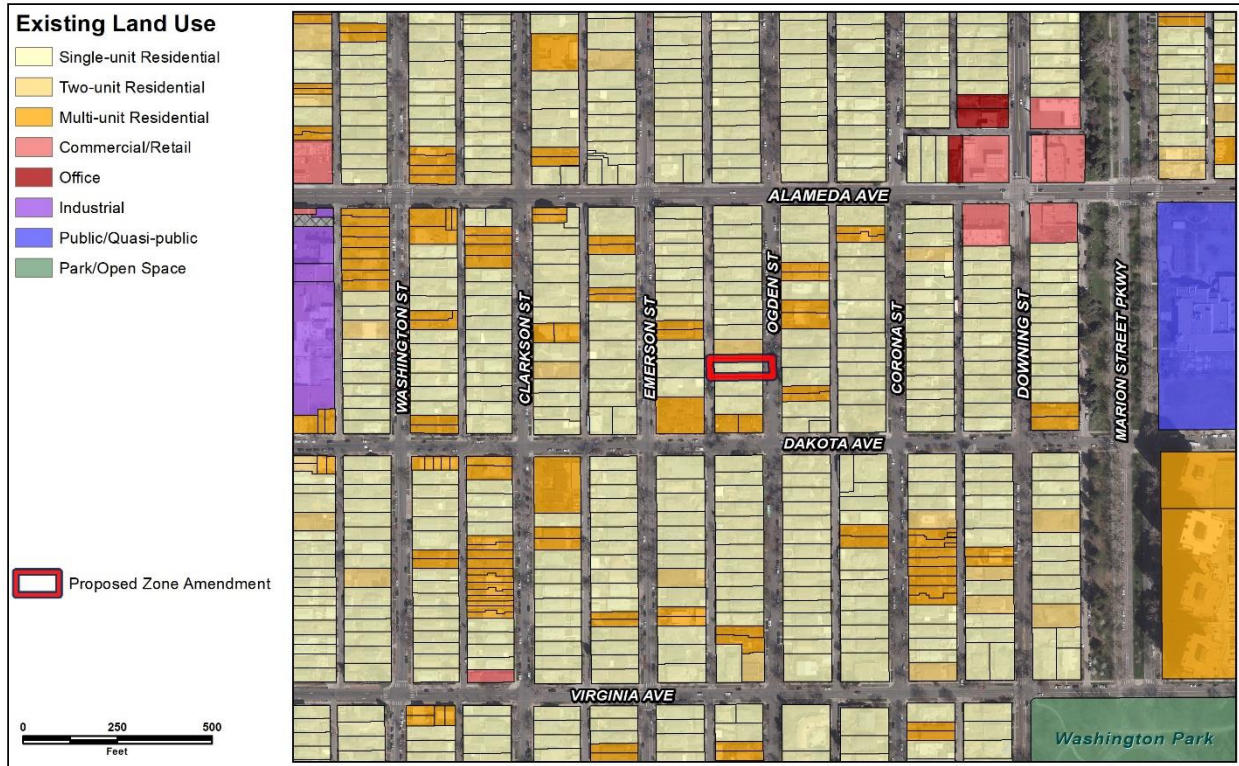 Existing Land Use
Single-unit Residential
Two-unit Residential
Multi-unit Residential
Commercial/Retail
Office
Industrial
Public/Quasi-public
Park/Open Space
Proposed Zone Amendment
0 250 500
Feet
ALAMEDA AVE
WASHINGTON ST
CLARKSON ST
EMERSON ST
OGDEN ST
CORONA ST
DOWNING ST
MARION STREET PKWY
DAKOTA AVE
VIRGINIA AVE
Washington Park